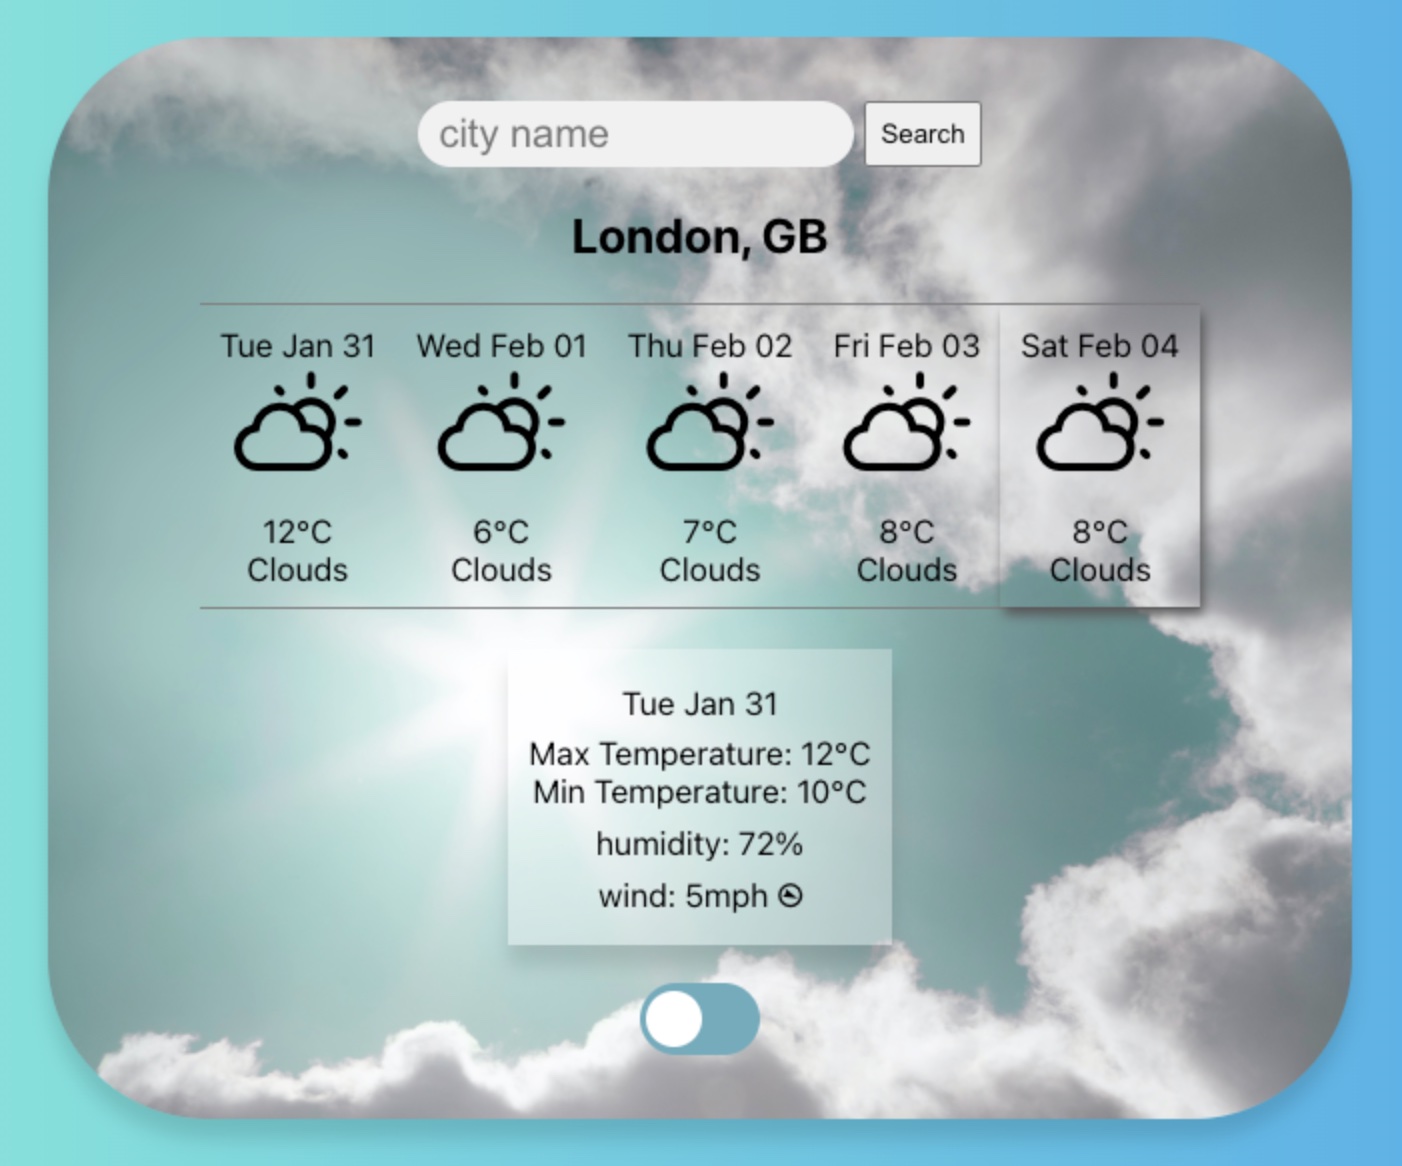 city name
Search
London, GB
Tue Jan 31
Wed Feb 01
Thu Feb 02
Fri Feb 03
Sat Feb 04
12°C
6°C
7°C
8°C
8°C
Clouds
Clouds
Clouds
Clouds
Clouds
Tue Jan 31
Max Temperature: 12°C
Min Temperature: 10°C
humidity: 72%
wind: 5mph